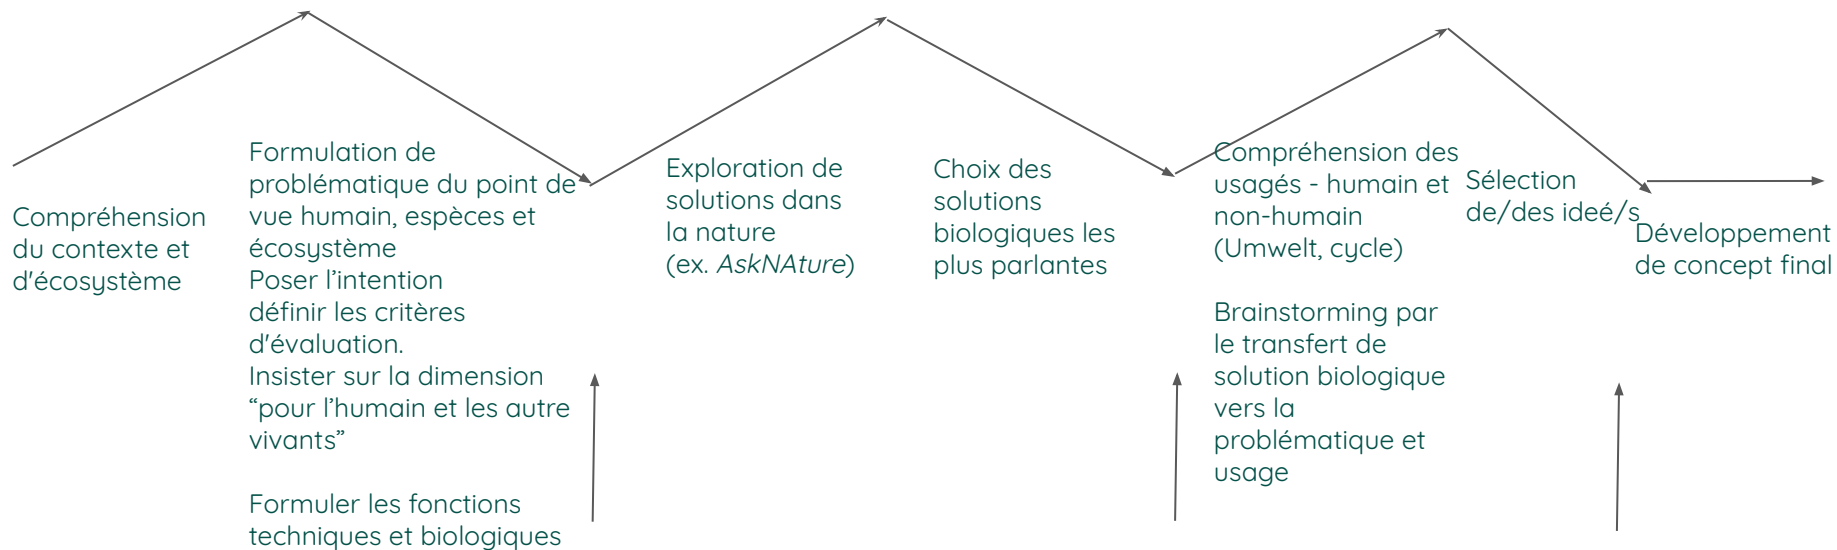 Compréhension
du contexte et
d'écosystème
Formulation de
problématique du point de
vue humain, espèces et
écosystème
Poser l’intention
définir les critères
d'évaluation.
Insister sur la dimension
“pour l’humain et les autre
vivants”
Formuler les fonctions
techniques et biologiques
Exploration de
solutions dans
la nature
(ex. AskNAture)
Choix des
solutions
biologiques les
plus parlantes
Compréhension des
usagés - humain et
non-humain
(Umwelt, cycle)
Brainstorming par
le transfert de
solution biologique
vers la
problématique et
usage
Sélection
de/des ideé/s
Développement
de concept final